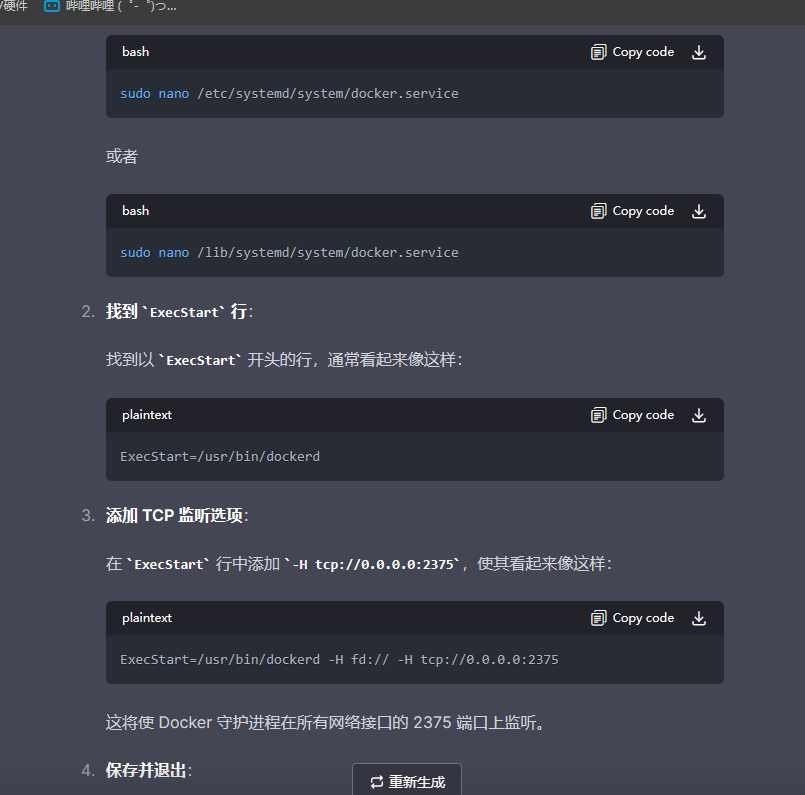 /硬件 哔哩哔哩 (゜-゜)つ...
bash Copy code
sudo nano /etc/systemd/system/docker.service
或者
bash Copy code
sudo nano /lib/systemd/system/docker.service
2. 找到 `ExecStart` 行:
找到以 `ExecStart` 开头的行，通常看起来像这样：
plaintext Copy code
ExecStart=/usr/bin/dockerd
3. 添加 TCP 监听选项:
在 `ExecStart` 行中添加 `-H tcp://0.0.0.0:2375`，使其看起来像这样：
plaintext Copy code
ExecStart=/usr/bin/dockerd -H fd:// -H tcp://0.0.0.0:2375
这将使 Docker 守护进程在所有网络接口的 2375 端口上监听。
4. 保存并退出:
重新生成